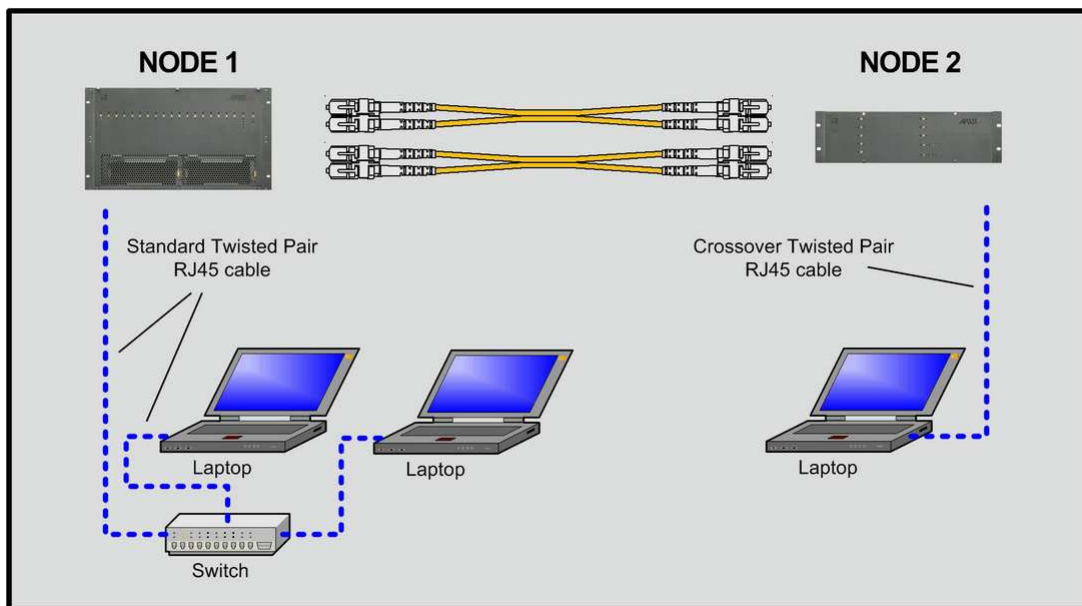 NODE 1
NODE 2
Standard Twisted Pair
RJ45 cable
Crossover Twisted Pair
RJ45 cable
Laptop
Laptop
Laptop
Switch